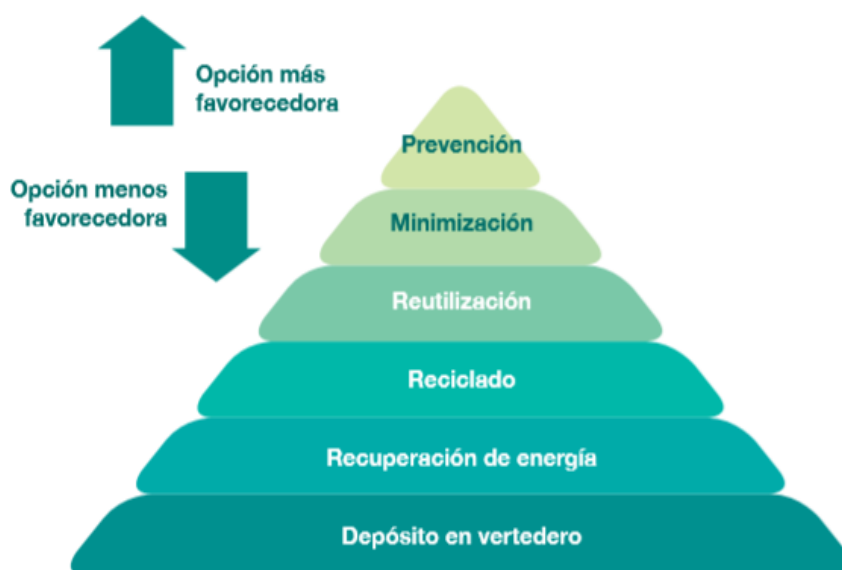 Opción más
favorecedora
Opción menos
favorecedora
Prevención
Minimización
Reutilización
Reciclado
Recuperación de energía
Depósito en vertedero